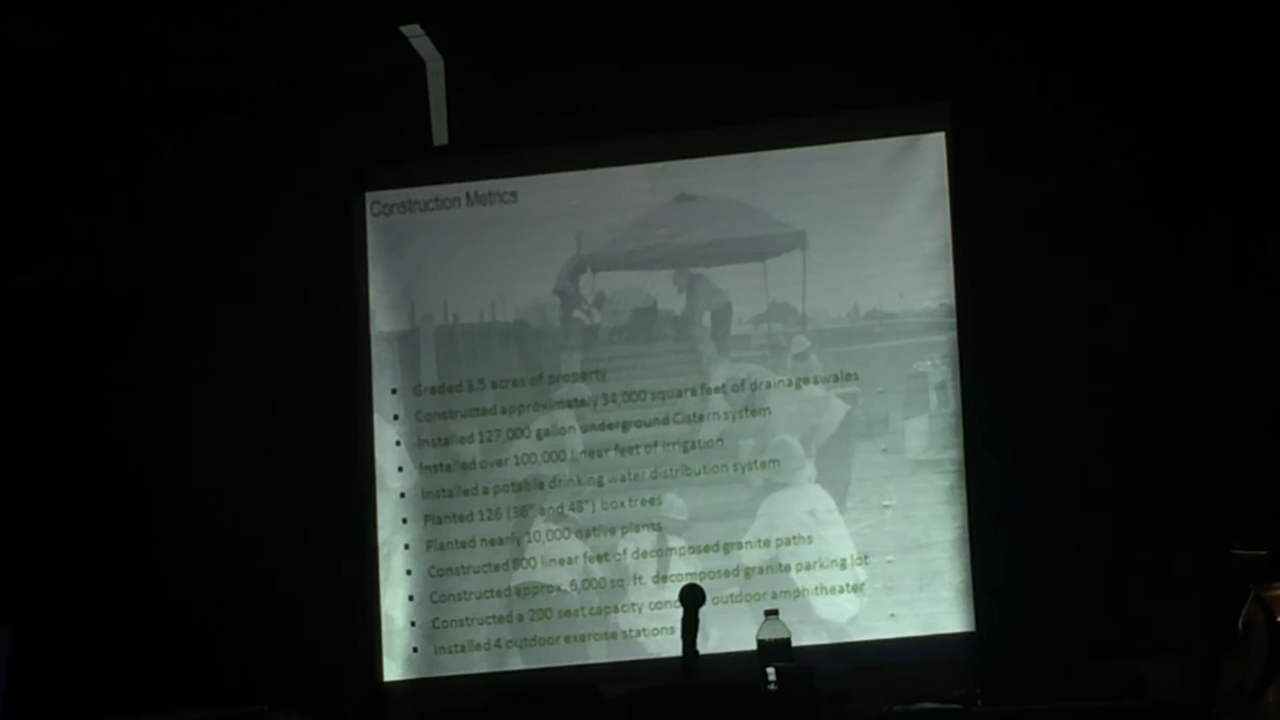 Construction Metrics
▪ Graded 3.5 acres of property
▪ Constructed approximately 34,000 square feet of drainage swales
▪ Installed 127,000 gallon underground Cistern system
▪ Installed over 100,000 linear feet of irrigation
▪ Installed a potable drinking water distribution system
▪ Planted 126 (36" and 48") box trees
▪ Planted nearly 10,000 native plants
▪ Constructed 800 linear feet of decomposed granite paths
▪ Constructed approx. 6,000 sq. ft. decomposed granite parking lot
▪ Constructed a 200 seat capacity outdoor amphitheater
▪ Installed 4 outdoor exercise stations